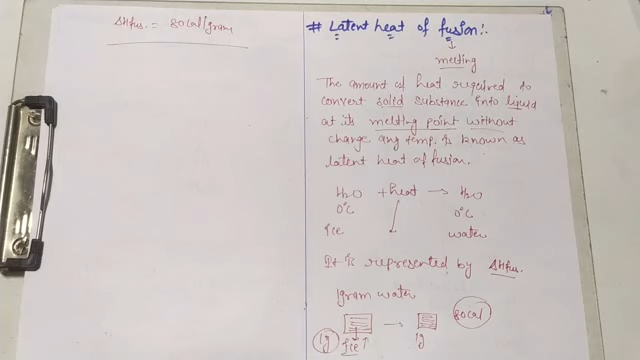 ΔHfus. = 80cal/gram
# Latent heat of fusion:.
melting
The amount of heat required to
convert solid substance into liquid
at its melting point without
change any temp. is known as
latent heat of fusion.
H2O + heat → H2O
0°C 0°C
Ice water
It is represented by ΔHfus.
1gram water
→ 80cal
1g Ice↑ 1g